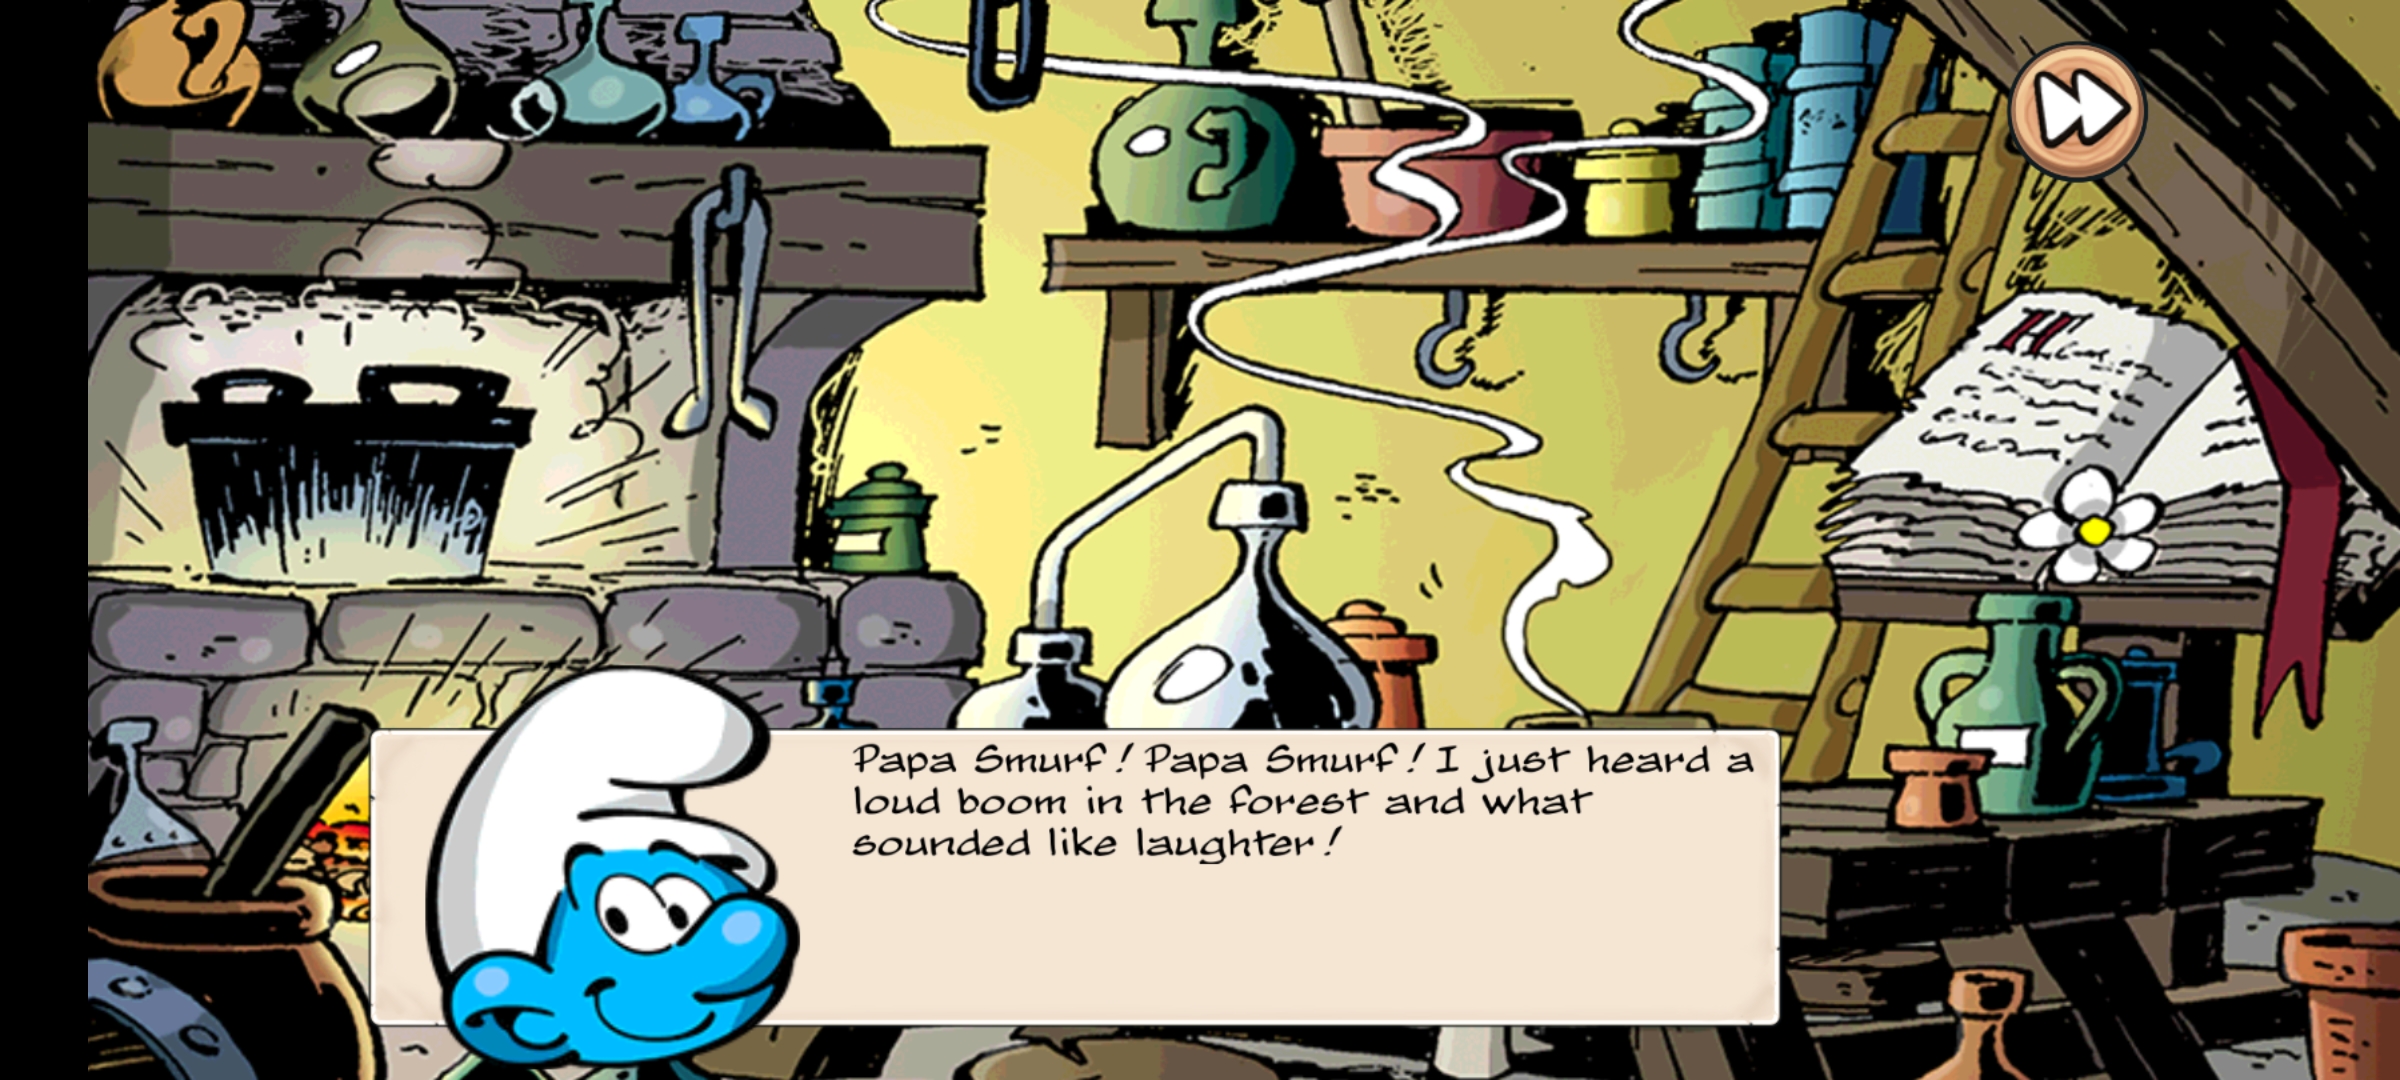 Papa Smurf! Papa Smurf! I just heard a
loud boom in the forest and what
sounded like laughter!